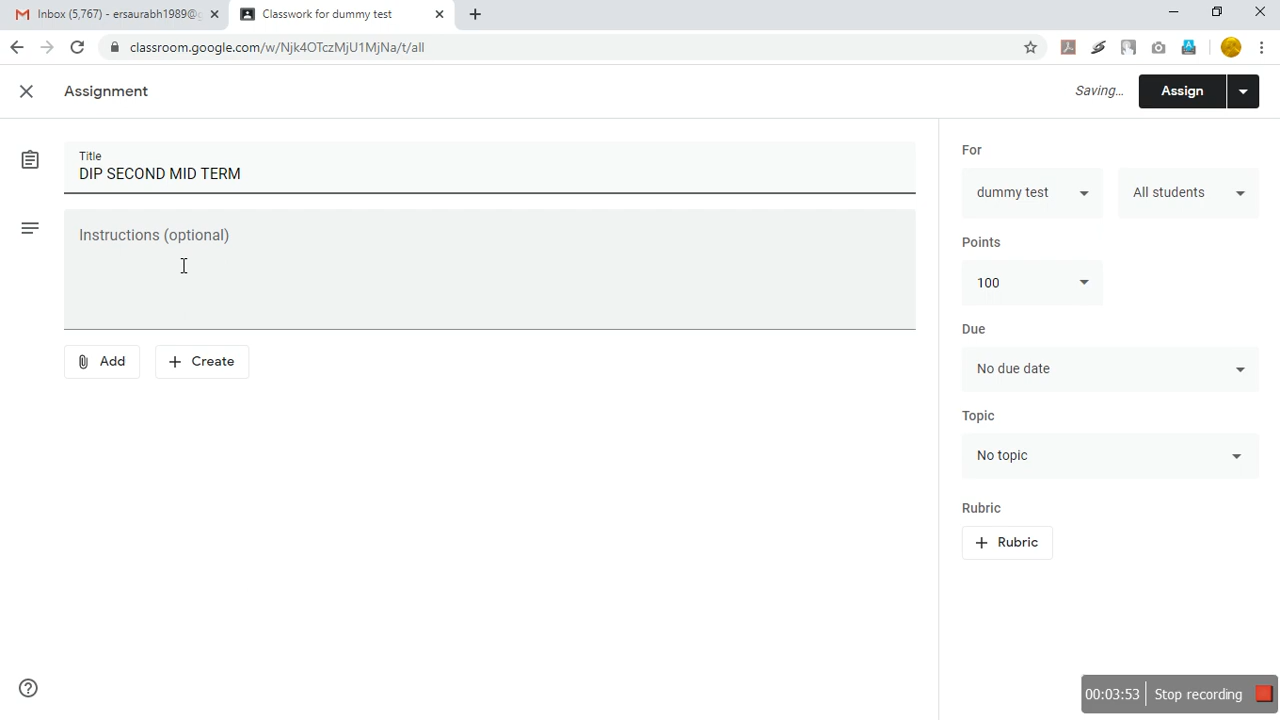 Inbox (5,767) - ersaurabh1989@
Classwork for dummy test
classroom.google.com/w/Njk4OTczMjU1MjNa/t/all
Assignment
Saving...
Assign
Title
DIP SECOND MID TERM
Instructions (optional)
Add
Create
For
dummy test
All students
Points
100
Due
No due date
Topic
No topic
Rubric
Rubric
00:03:53
Stop recording